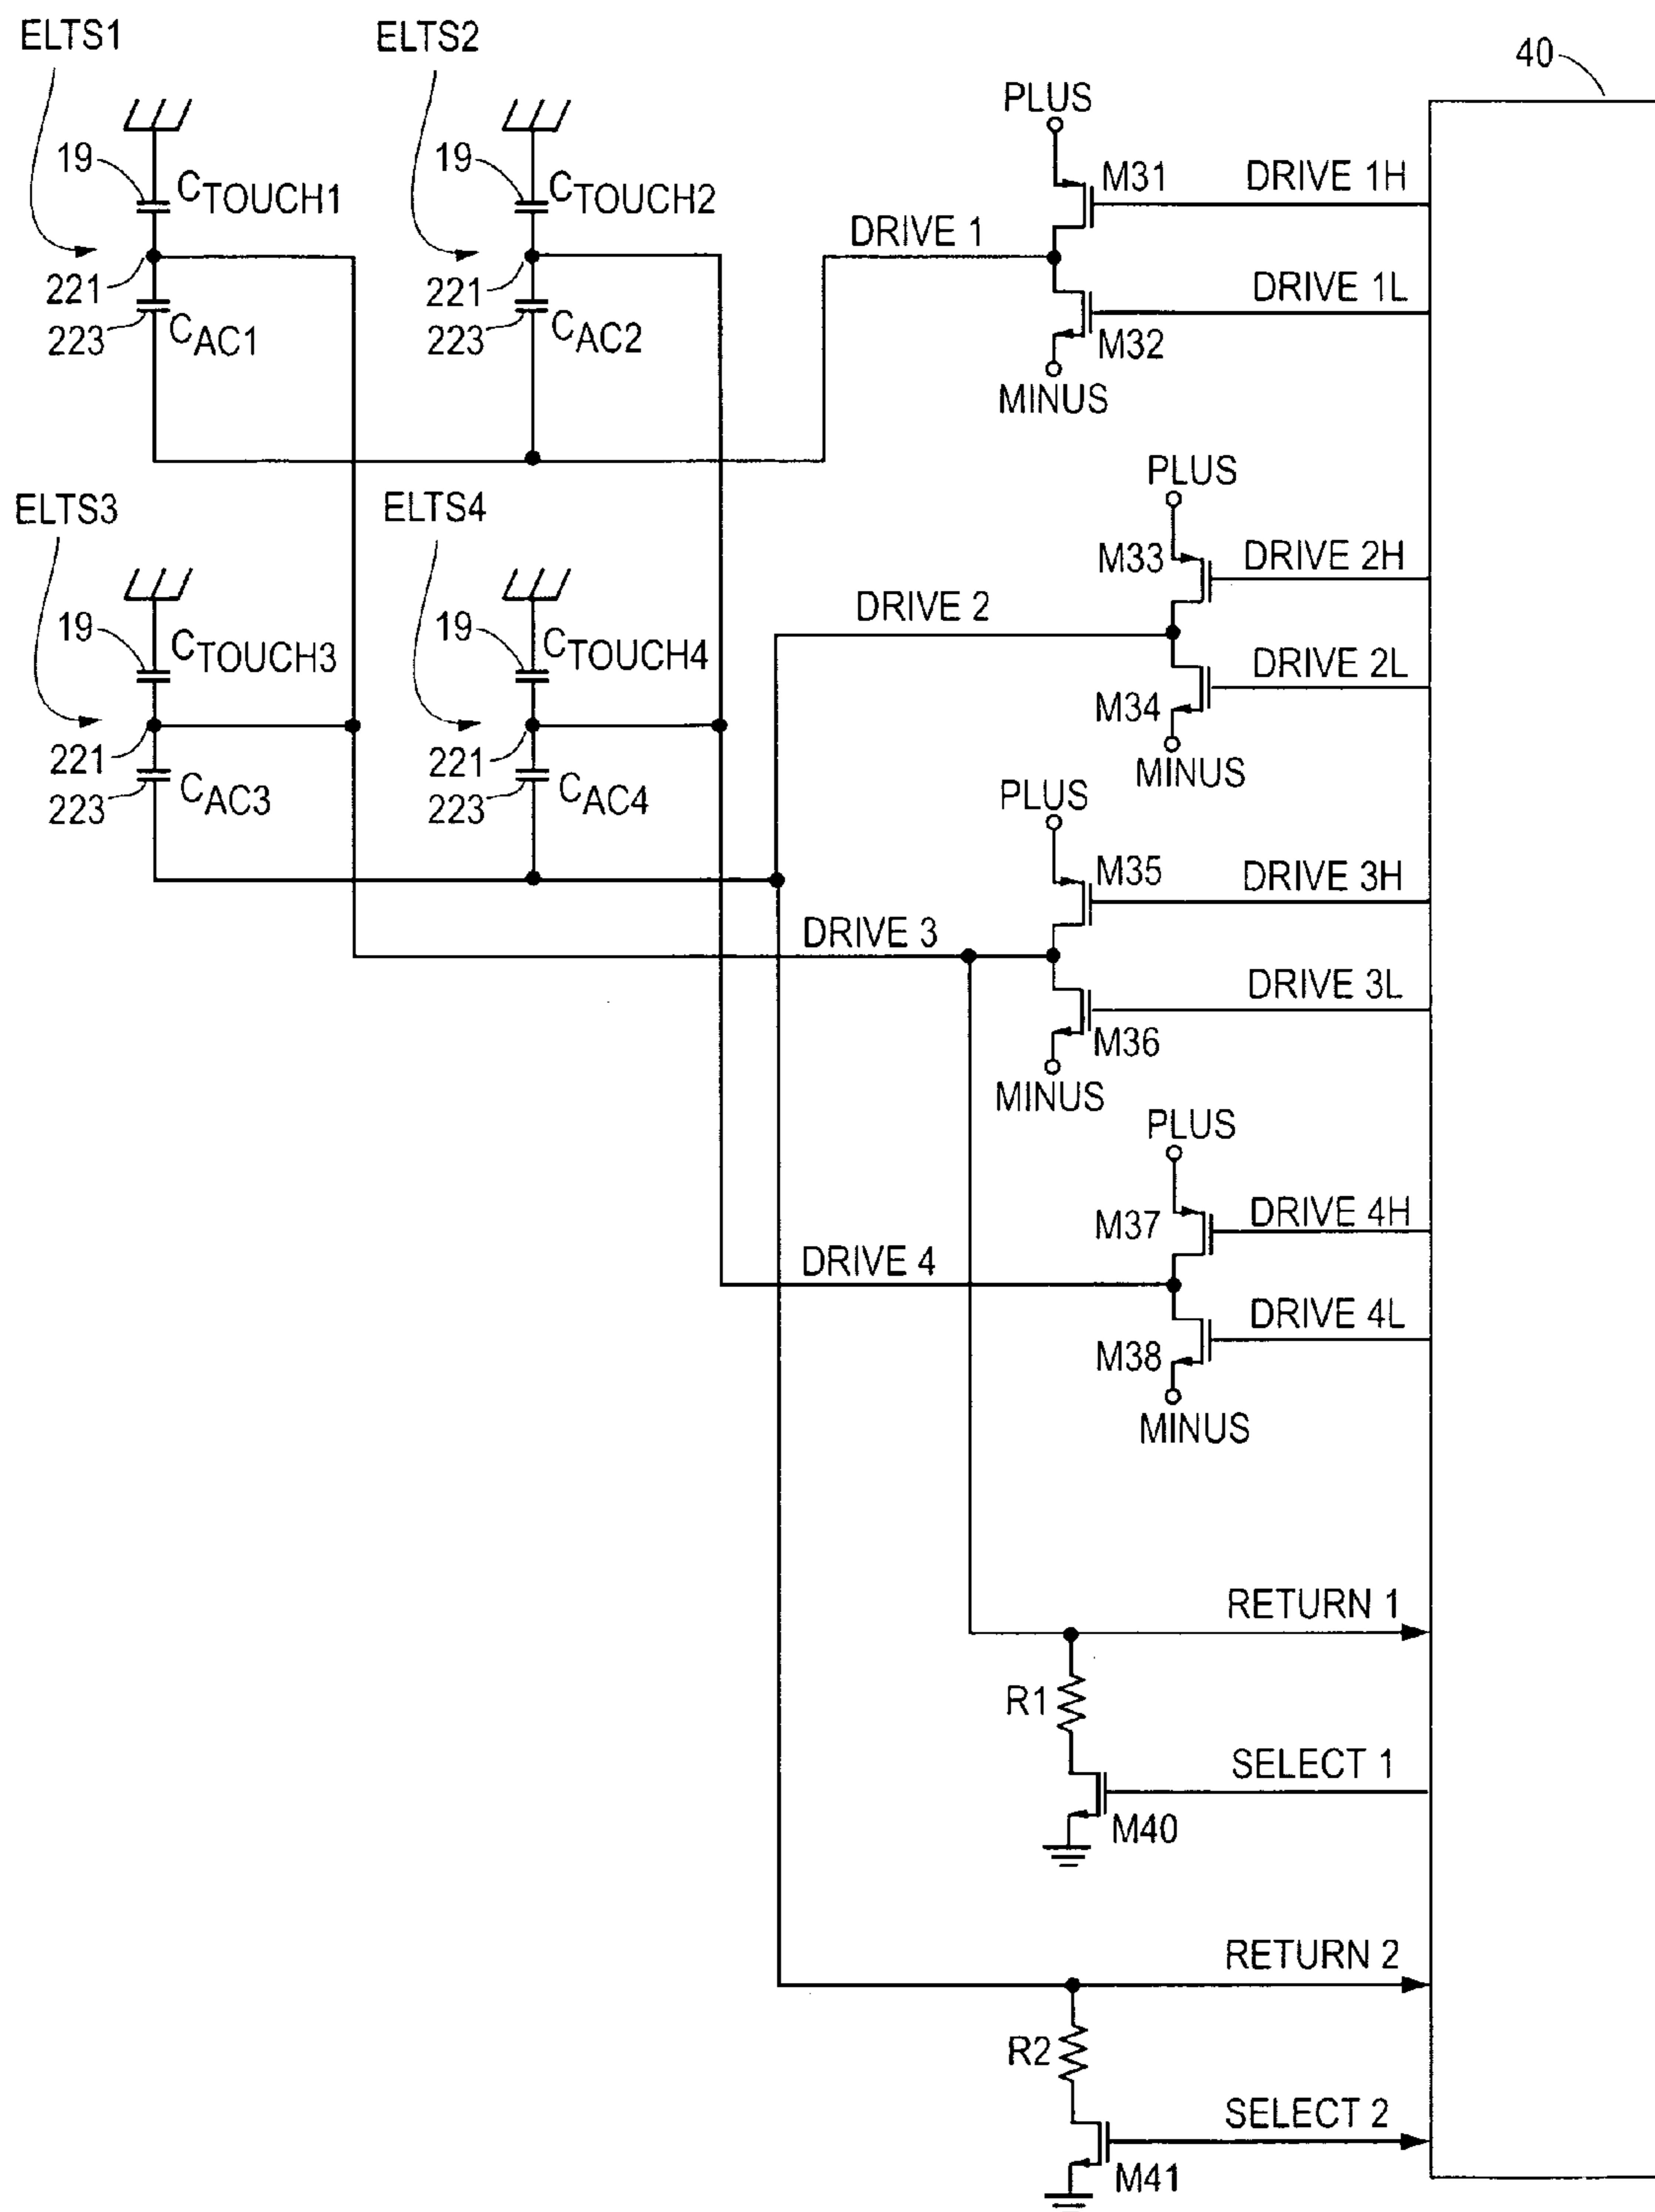 ELTS1
ELTS2
40
PLUS
19
CTOUCH1
19
CTOUCH2
M31
DRIVE 1H
DRIVE 1
221
221
DRIVE 1L
223
CAC1
223
CAC2
M32
MINUS
PLUS
ELTS3
ELTS4
M33
DRIVE 2H
DRIVE 2
19
CTOUCH3
19
CTOUCH4
DRIVE 2L
M34
221
221
MINUS
223
CAC3
223
CAC4
PLUS
M35
DRIVE 3H
DRIVE 3
DRIVE 3L
M36
MINUS
PLUS
M37
DRIVE 4H
DRIVE 4
DRIVE 4L
M38
MINUS
RETURN 1
R1
SELECT 1
M40
RETURN 2
R2
SELECT 2
M41